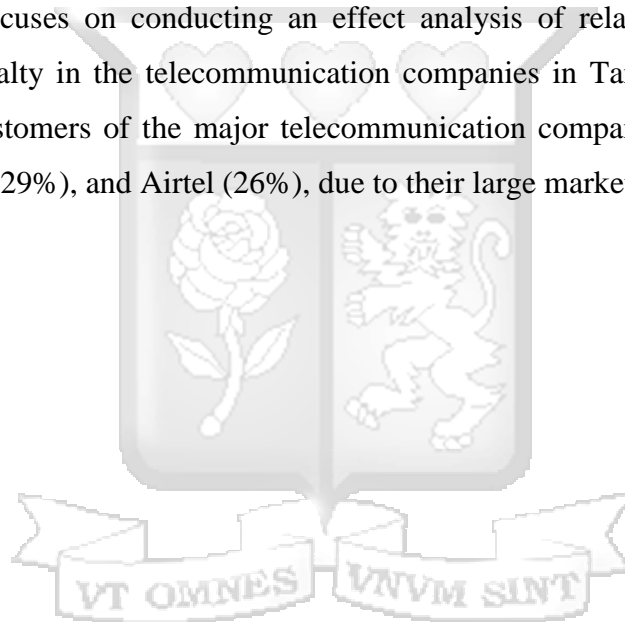 cuses on conducting an effect analysis of rela
alty in the telecommunication companies in Ta
stomers of the major telecommunication compa
29%), and Airtel (26%), due to their large market
VT OMNES VNVM SINT